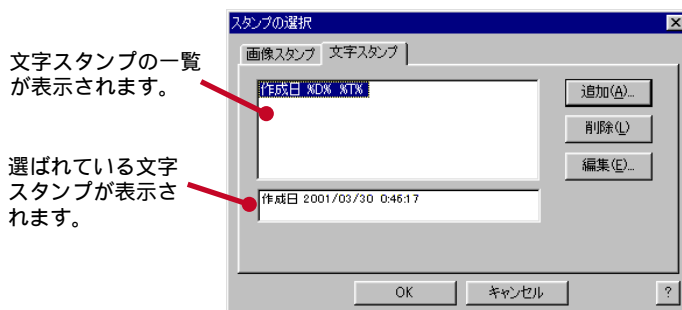 スタンプの選択
画像スタンプ 文字スタンプ
文字スタンプの一覧
が表示されます。
作成日 %D% %T%
追加(A)...
削除(L)
編集(E)...
選ばれている文字
スタンプが表示さ
れます。
作成日 2001/03/30 0:46:17
OK キャンセル ?